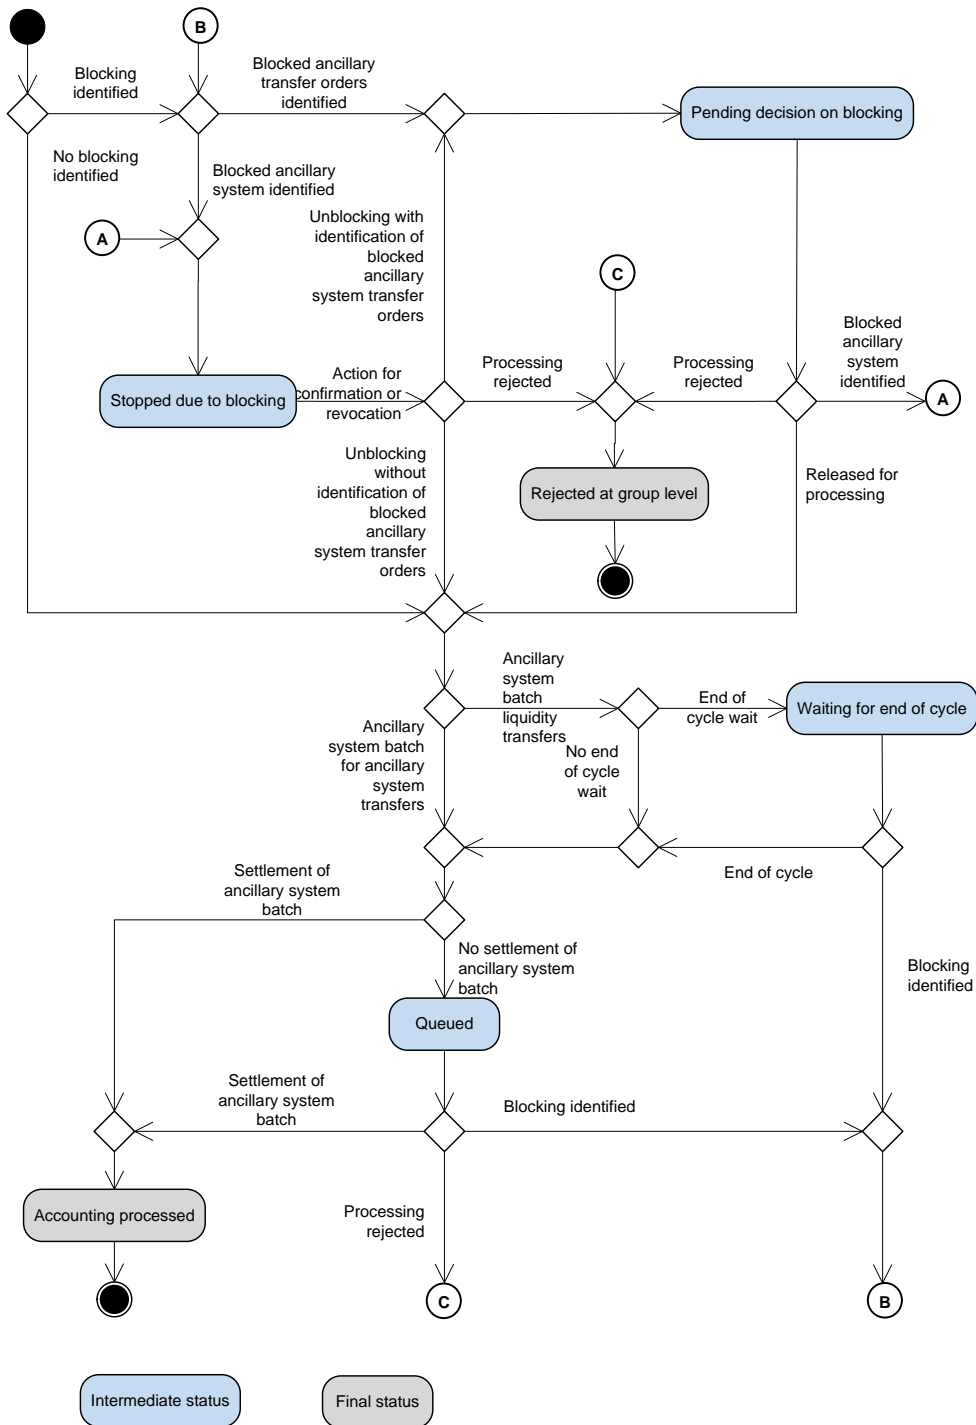 B
Blocking
identified
Blocked ancillary
transfer orders
identified
Pending decision on blocking
No blocking
identified
Blocked ancillary
system identified
A
Unblocking with
identification of
blocked
ancillary
system transfer
orders
C
Blocked
ancillary
system
identified
Processing
rejected
Processing
rejected
Action for
confirmation or
revocation
Stopped due to blocking
A
Unblocking
without
identification of
blocked
ancillary
system transfer
orders
Rejected at group level
Released for
processing
Ancillary
system
batch
liquidity
transfers
End of
cycle wait
Waiting for end of cycle
Ancillary
system batch
for ancillary
system
transfers
No end
of cycle
wait
End of cycle
Settlement of
ancillary system
batch
No settlement of
ancillary system
batch
Blocking
identified
Queued
Settlement of
ancillary system
batch
Blocking identified
Accounting processed
Processing
rejected
C
B
Intermediate status
Final status